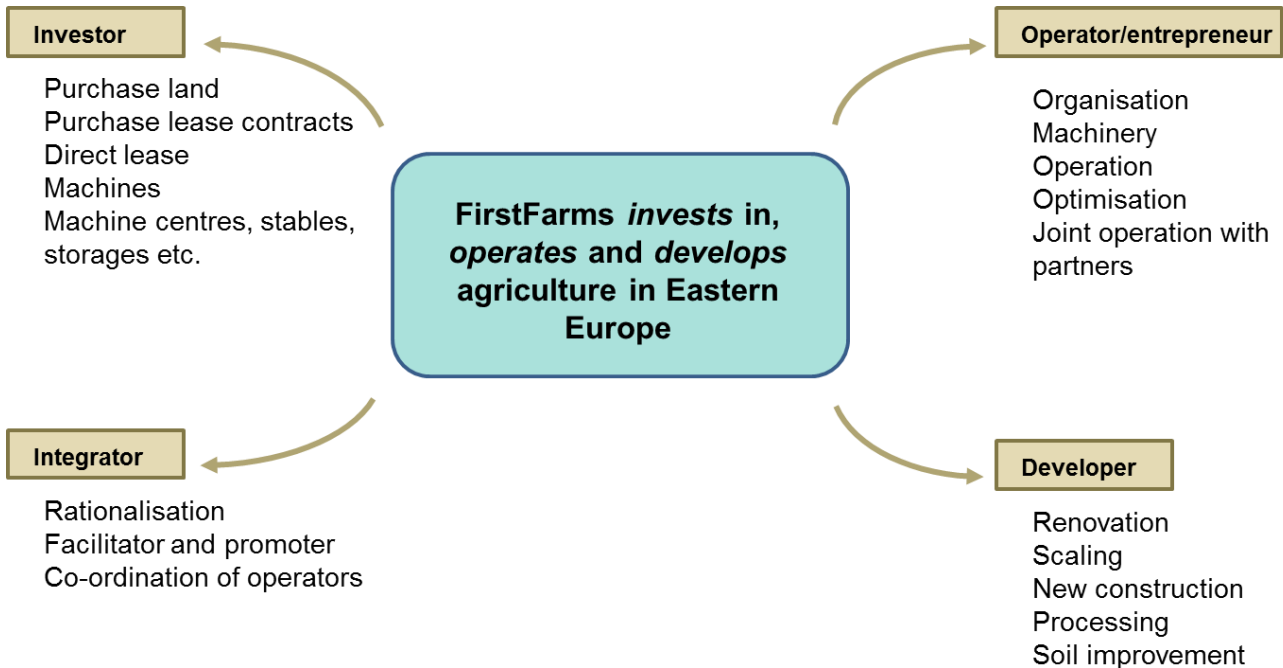 Investor
Purchase land
Purchase lease contracts
Direct lease
Machines
Machine centres, stables,
storages etc.
Operator/entrepreneur
Organisation
Machinery
Operation
Optimisation
Joint operation with
partners
FirstFarms invests in,
operates and develops
agriculture in Eastern
Europe
Integrator
Rationalisation
Facilitator and promoter
Co-ordination of operators
Developer
Renovation
Scaling
New construction
Processing
Soil improvement